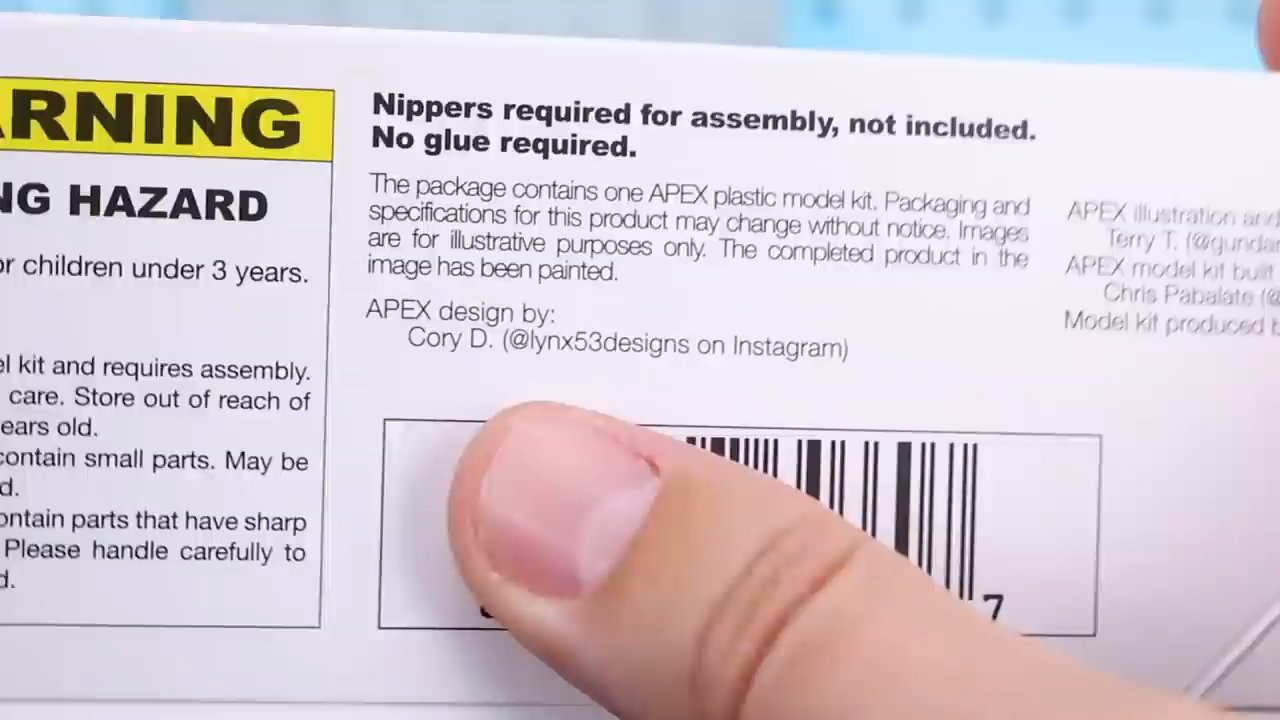 ARNING
NG HAZARD
or children under 3 years.
el kit and requires assembly.
care. Store out of reach of
ears old.
contain small parts. May be
d.
ontain parts that have sharp
Please handle carefully to
d.
Nippers required for assembly, not included.
No glue required.
The package contains one APEX plastic model kit. Packaging and
specifications for this product may change without notice. Images
are for illustrative purposes only. The completed product in the
image has been painted.
APEX design by:
Cory D. (@lynx53designs on Instagram)
7
APEX illustration and
Terry T. (@gunda
APEX model kit built
Chris Pabalate (@
Model kit produced b